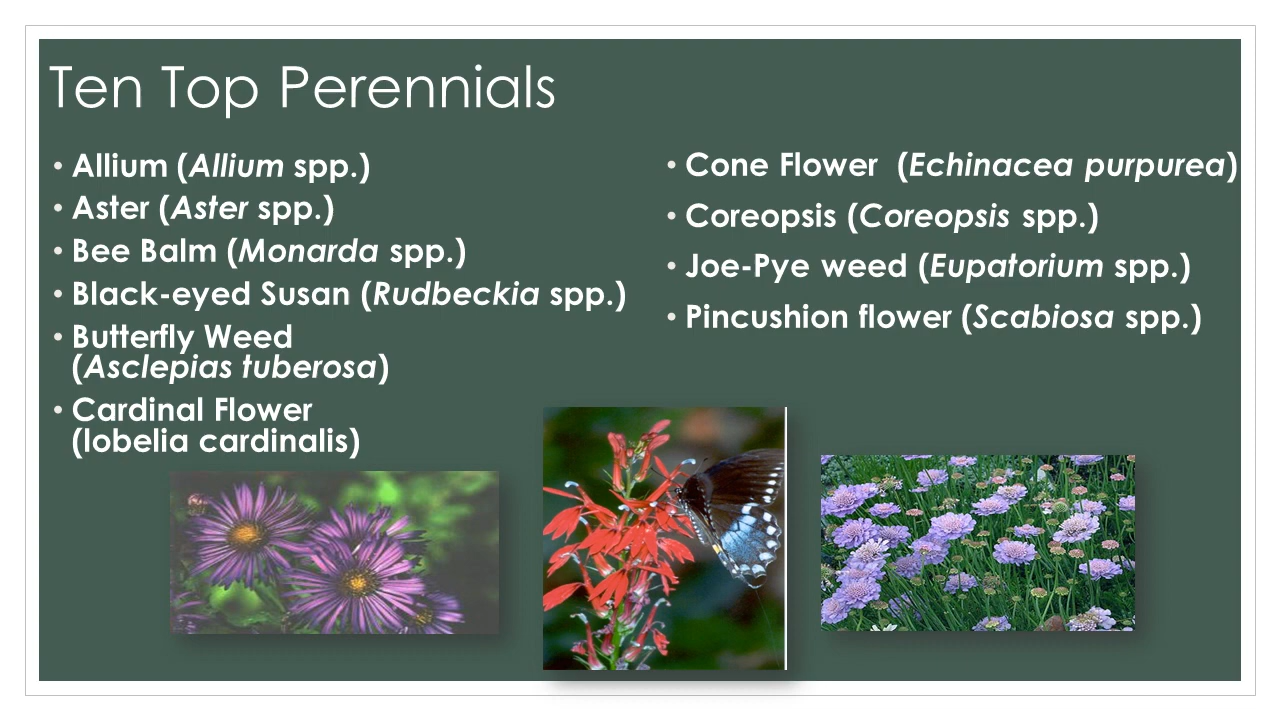 Ten Top Perennials
• Allium (Allium spp.)
• Aster (Aster spp.)
• Bee Balm (Monarda spp.)
• Black-eyed Susan (Rudbeckia spp.)
• Butterfly Weed
(Asclepias tuberosa)
• Cardinal Flower
(lobelia cardinalis)
• Cone Flower (Echinacea purpurea)
• Coreopsis (Coreopsis spp.)
• Joe-Pye weed (Eupatorium spp.)
• Pincushion flower (Scabiosa spp.)